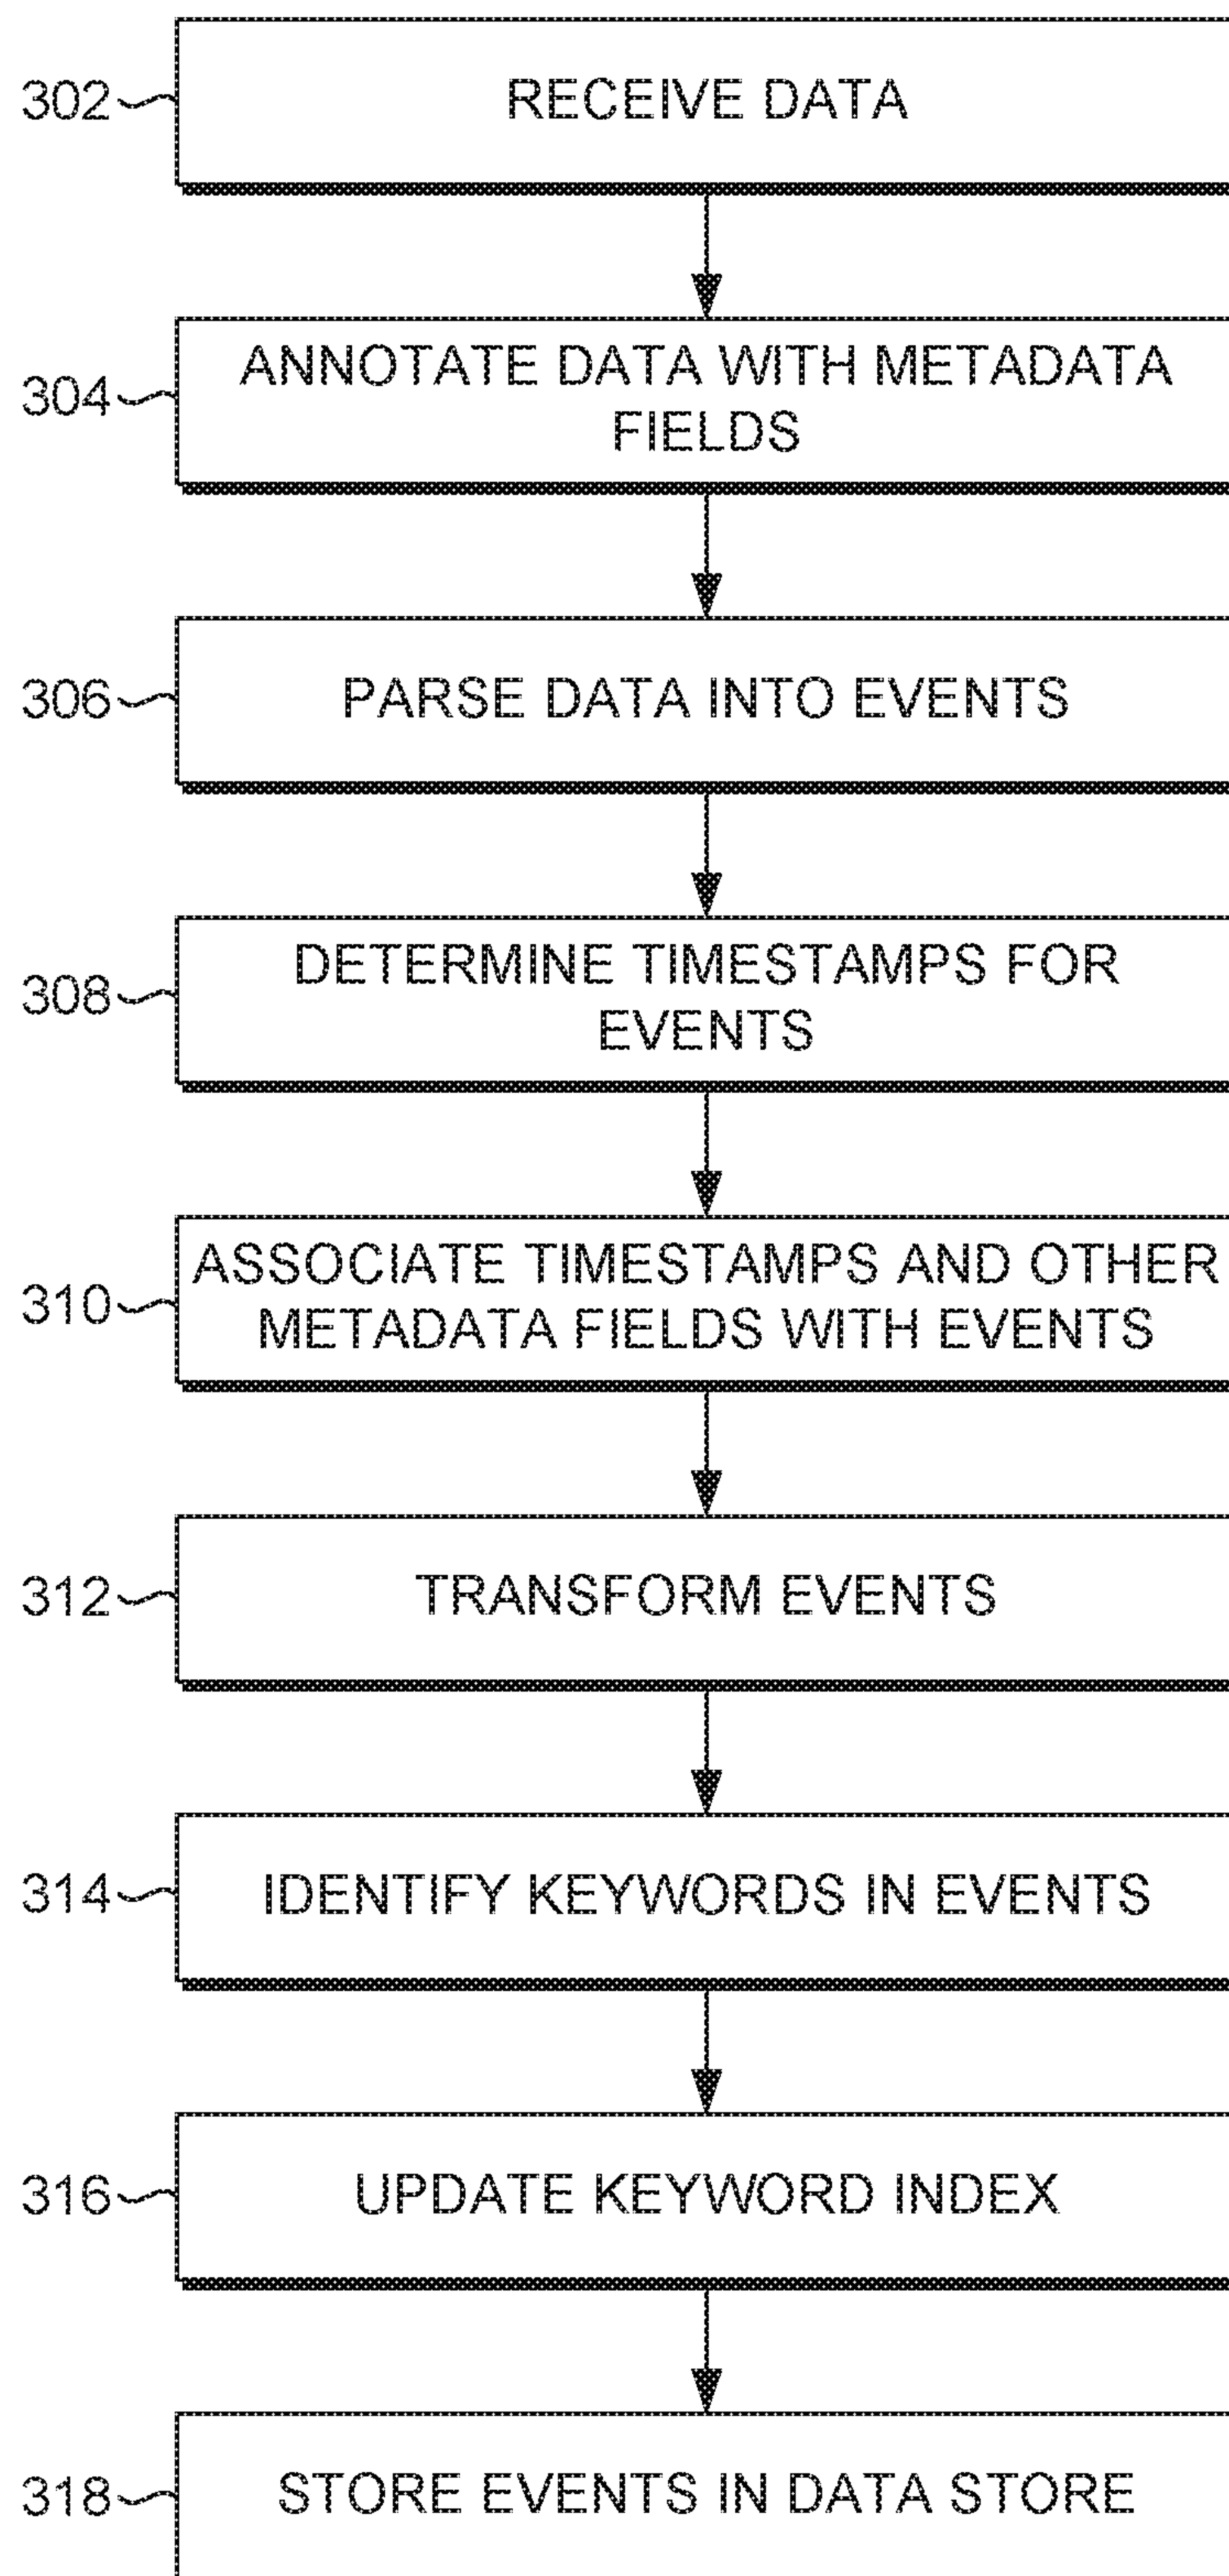 302
RECEIVE DATA
304
ANNOTATE DATA WITH METADATA
FIELDS
306
PARSE DATA INTO EVENTS
308
DETERMINE TIMESTAMPS FOR
EVENTS
310
ASSOCIATE TIMESTAMPS AND OTHER
METADATA FIELDS WITH EVENTS
312
TRANSFORM EVENTS
314
IDENTIFY KEYWORDS IN EVENTS
316
UPDATE KEYWORD INDEX
318
STORE EVENTS IN DATA STORE